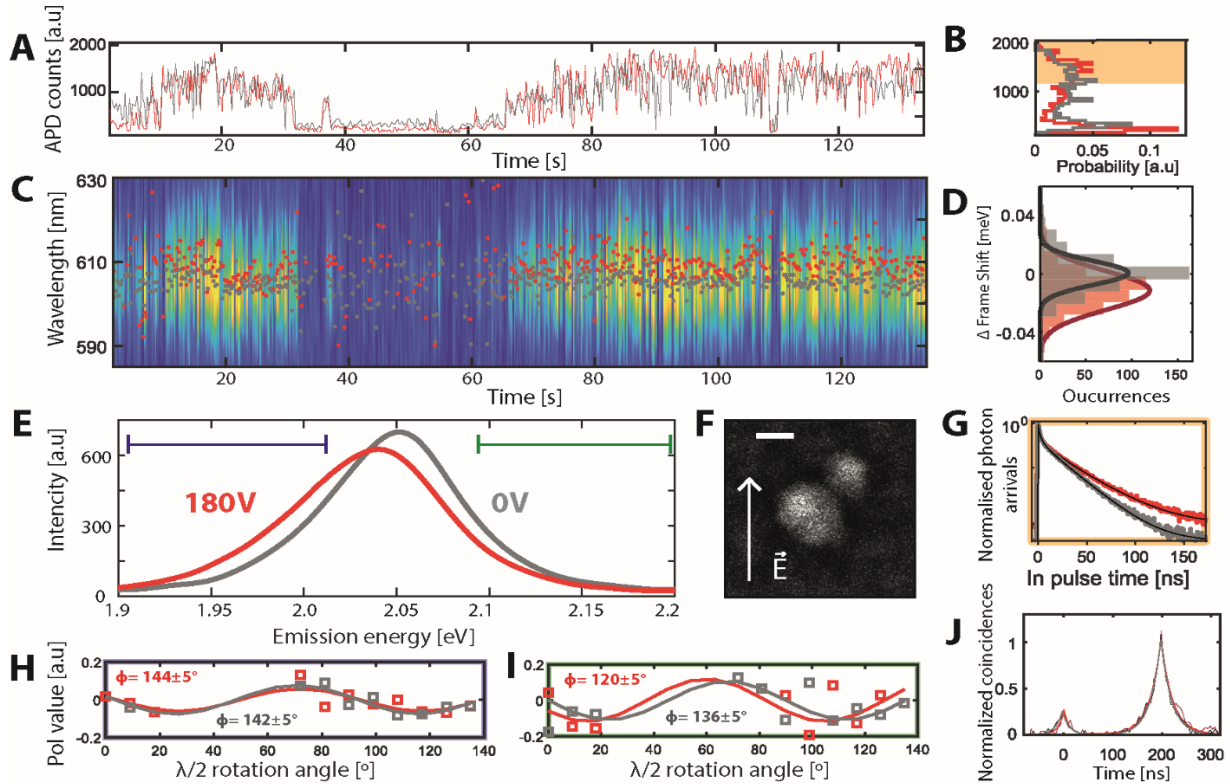 A
APD counts [a.u]
2000
1000
20
40
60
80
100
120
Time [s]
B
2000
1000
0
0.05
0.1
Probability [a.u]
C
Wavelength [nm]
630
610
590
20
40
60
80
100
120
Time [s]
D
Δ Frame Shift [meV]
0.04
0
-0.04
0
50
100
150
Oucurrences
E
Intencity [a.u]
600
300
0
180V
0V
1.9
1.95
2.0
2.05
2.1
2.15
2.2
Emission energy [eV]
F
E⃗
G
Normalised photon
arrivals
10⁰
0
50
100
150
In pulse time [ns]
H
Pol value [a.u]
0.2
0
-0.2
ϕ= 144±5°
ϕ= 142±5°
0
20
40
60
80
100
120
140
λ/2 rotation angle [º]
I
0.2
0
-0.2
ϕ= 120±5°
ϕ= 136±5°
0
20
40
60
80
100
120
140
λ/2 rotation angle [º]
J
Normalized coincidences
1
0.5
0
0
100
200
300
Time [ns]